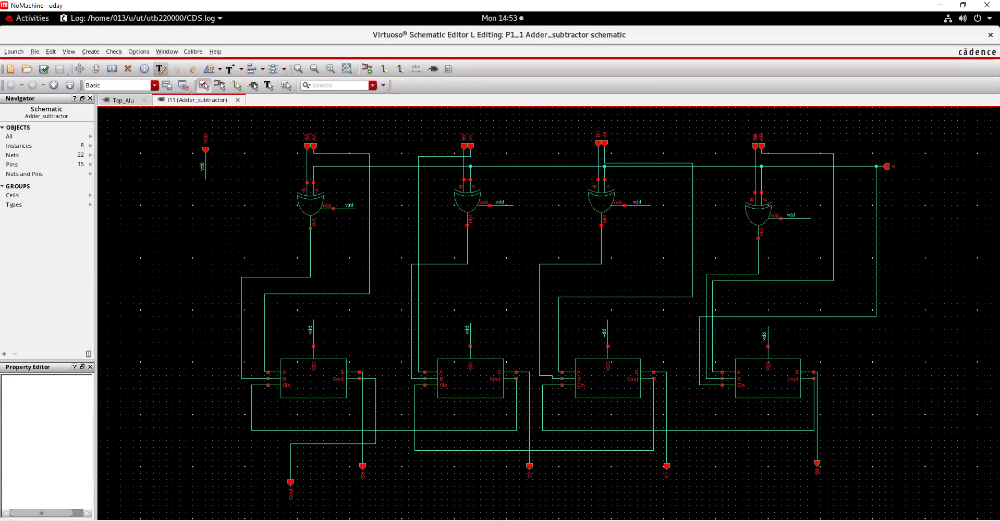 NoMachine - uday
Activities Log: /home/013/u/ut/utb220000/CDS.log Mon 14:53
Virtuoso® Schematic Editor L Editing: P1_1 Adder_subtractor schematic
Launch File Edit View Create Check Options Window Calibre Help cādence
abc
Basic Search
Navigator Top_Alu I11 (Adder_subtractor)
Schematic
Adder_subtractor
OBJECTS
All
Instances 8
Nets 22
Pins 15
Nets and Pins
GROUPS
Cells
Types
Property Editor
VDD B3 A3 B2 A2 B1 A1 B0 A0
vdd
B A B A B A B A
vdd vdd vdd vdd vdd vdd vdd vdd
OUT OUT OUT OUT
vdd vdd vdd vdd
VDD VDD VDD VDD
A S A S A S A S
B Cout B Cout B Cout B Cout
Cin Cin Cin Cin
S3 S2 S1 S0
Cout